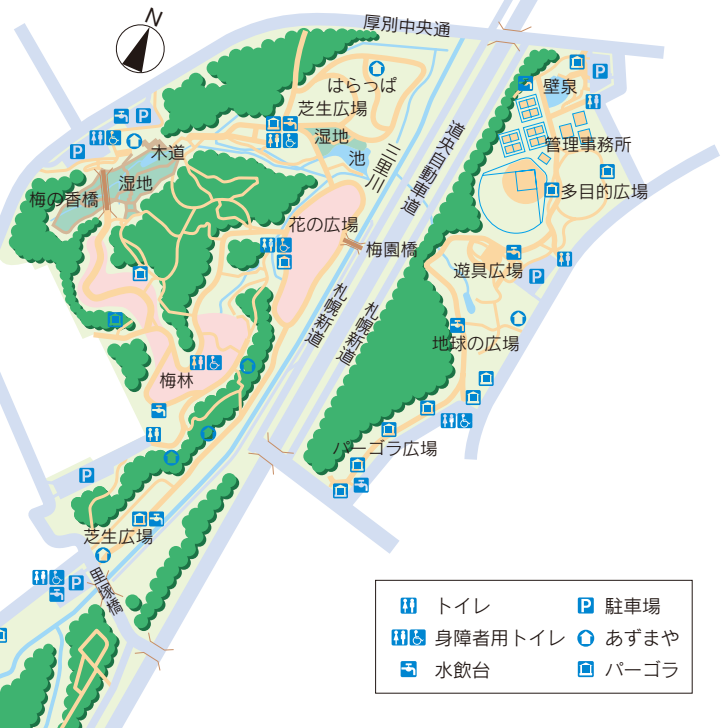 N
厚別中央通
はらっぱ
芝生広場
壁泉
湿地
三里川
道央自動車道
管理事務所
木道
池
湿地
多目的広場
梅の香橋
花の広場
梅園橋
遊具広場
札幌新道
札幌新道
地球の広場
梅林
パーゴラ広場
芝生広場
里塚橋
P
P
P
P
P
P
トイレ
P 駐車場
身障者用トイレ
あずまや
水飲台
パーゴラ